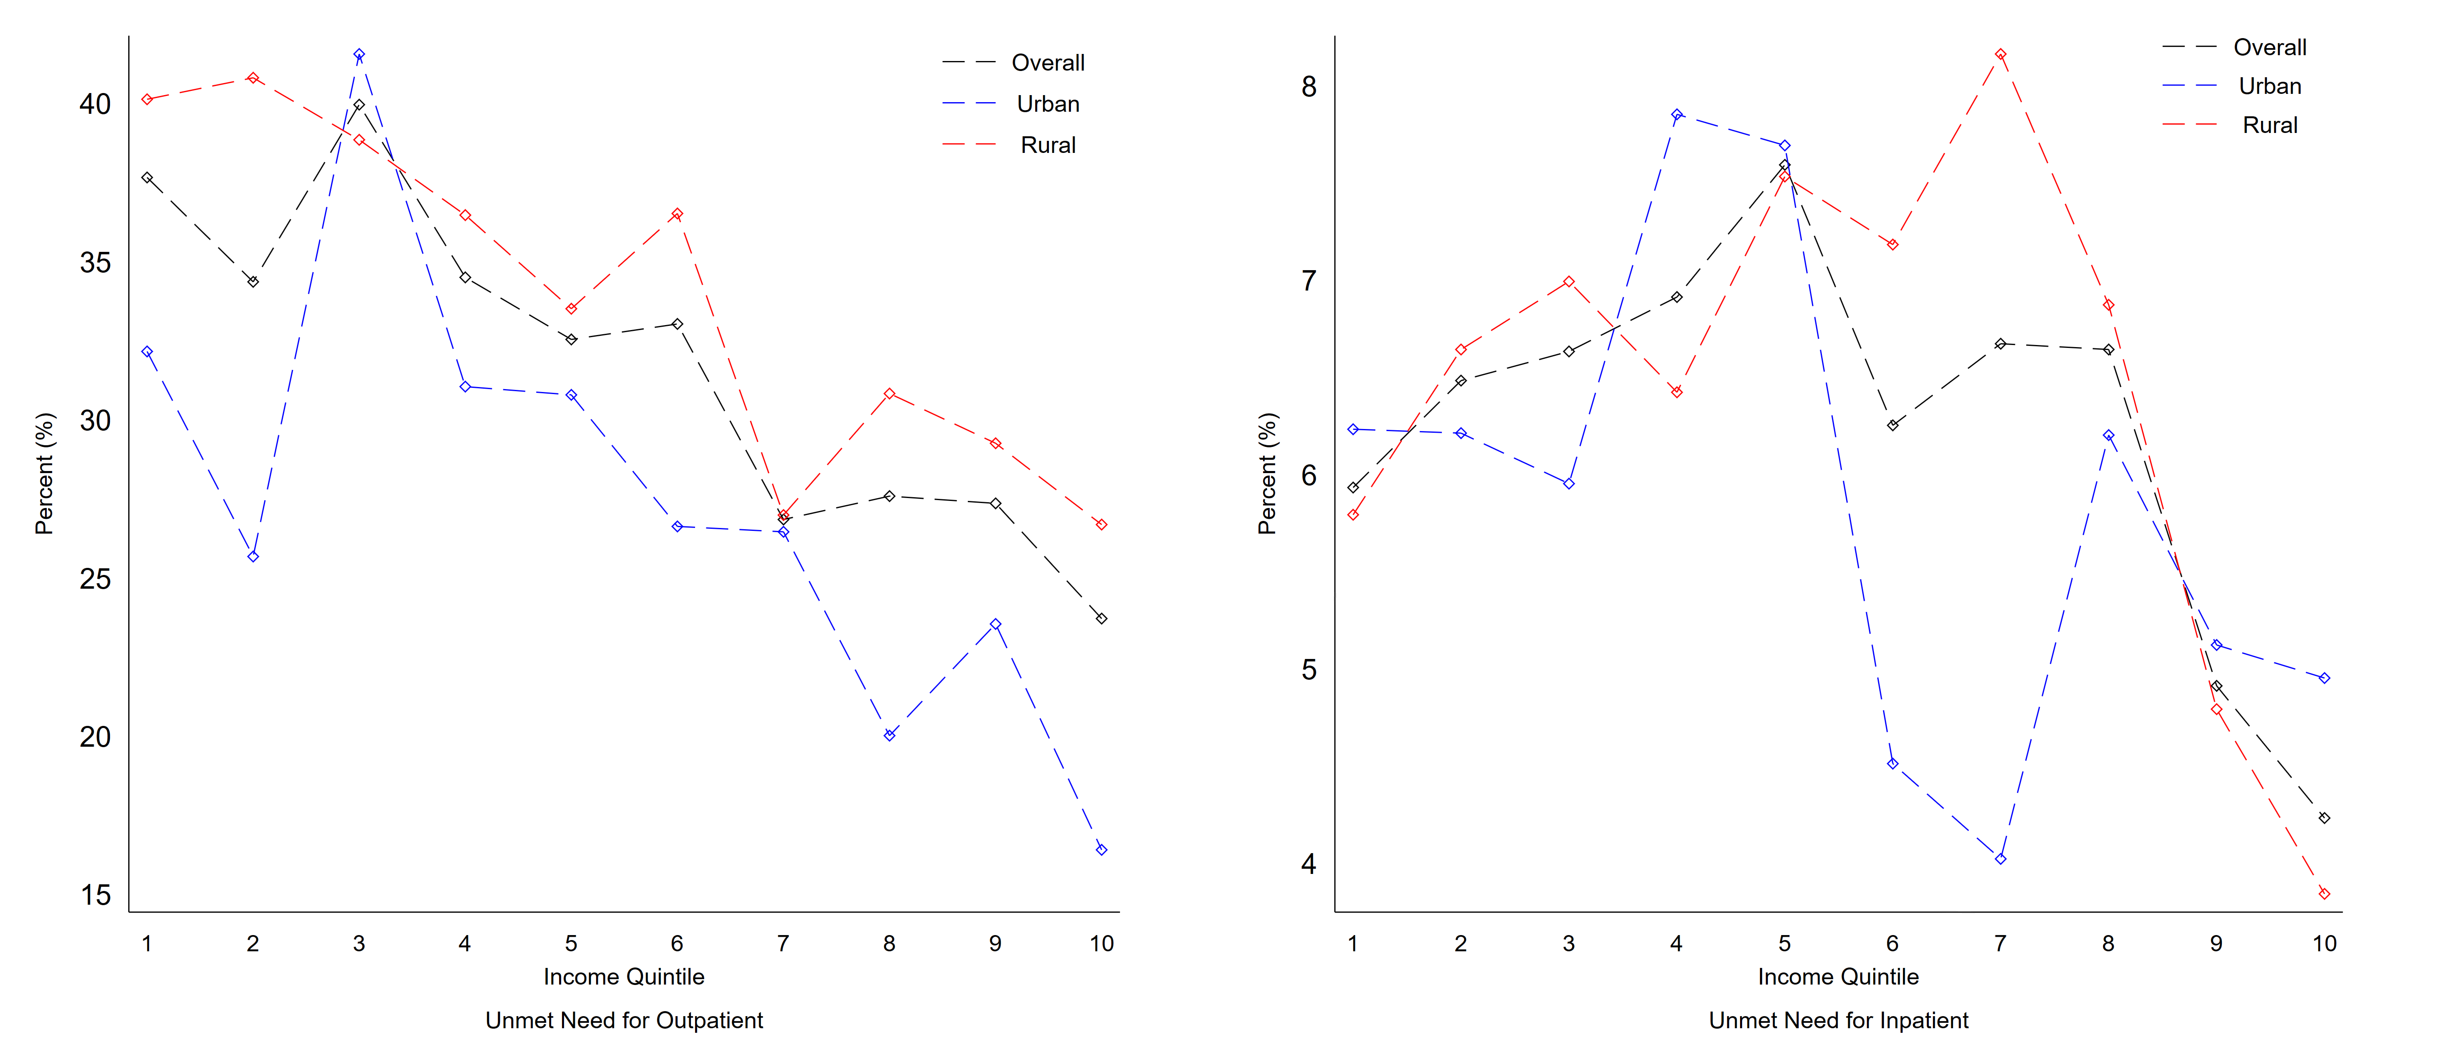 Overall
Urban
Rural
40
35
30
25
20
15
Percent (%)
1 2 3 4 5 6 7 8 9 10
Income Quintile
Unmet Need for Outpatient
Overall
Urban
Rural
8
7
6
5
4
Percent (%)
1 2 3 4 5 6 7 8 9 10
Income Quintile
Unmet Need for Inpatient